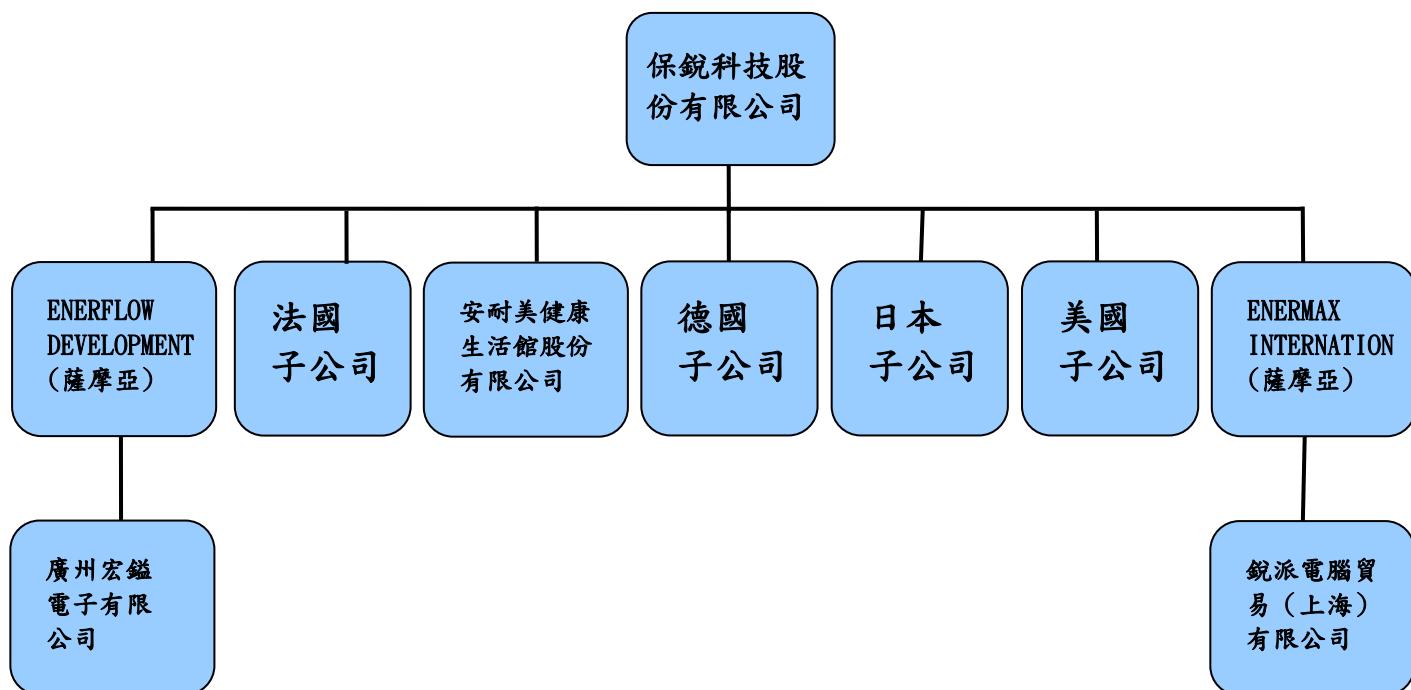 保銳科技股
份有限公司
ENERFLOW
DEVELOPMENT
(薩摩亞)
法國
子公司
安耐美健康
生活館股份
有限公司
德國
子公司
日本
子公司
美國
子公司
ENERMAX
INTERNATION
(薩摩亞)
廣州宏鎰
電子有限
公司
銳派電腦貿
易（上海）
有限公司